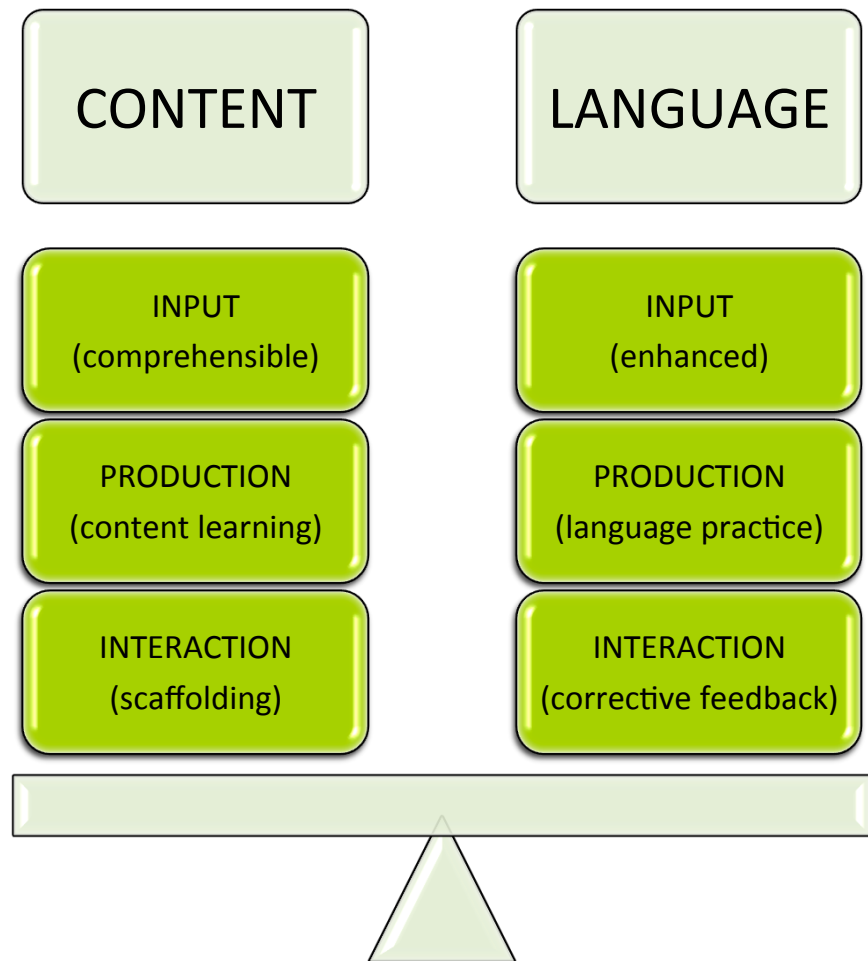 CONTENT
LANGUAGE
INPUT
(comprehensible)
INPUT
(enhanced)
PRODUCTION
(content learning)
PRODUCTION
(language practice)
INTERACTION
(scaffolding)
INTERACTION
(corrective feedback)